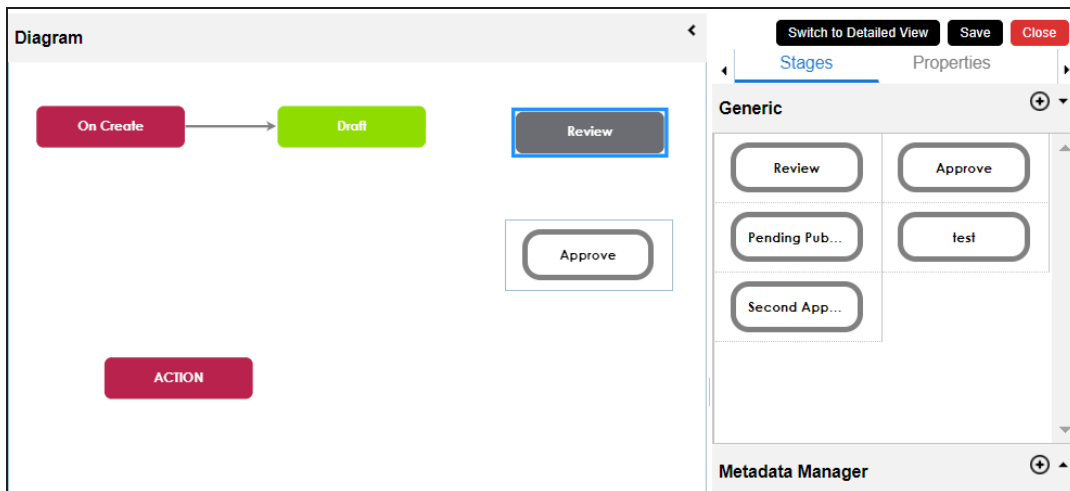 Diagram
Switch to Detailed View Save Close
Stages Properties
On Create Draft Review
Approve
ACTION
Generic
Review Approve
Pending Pub... test
Second App...
Metadata Manager